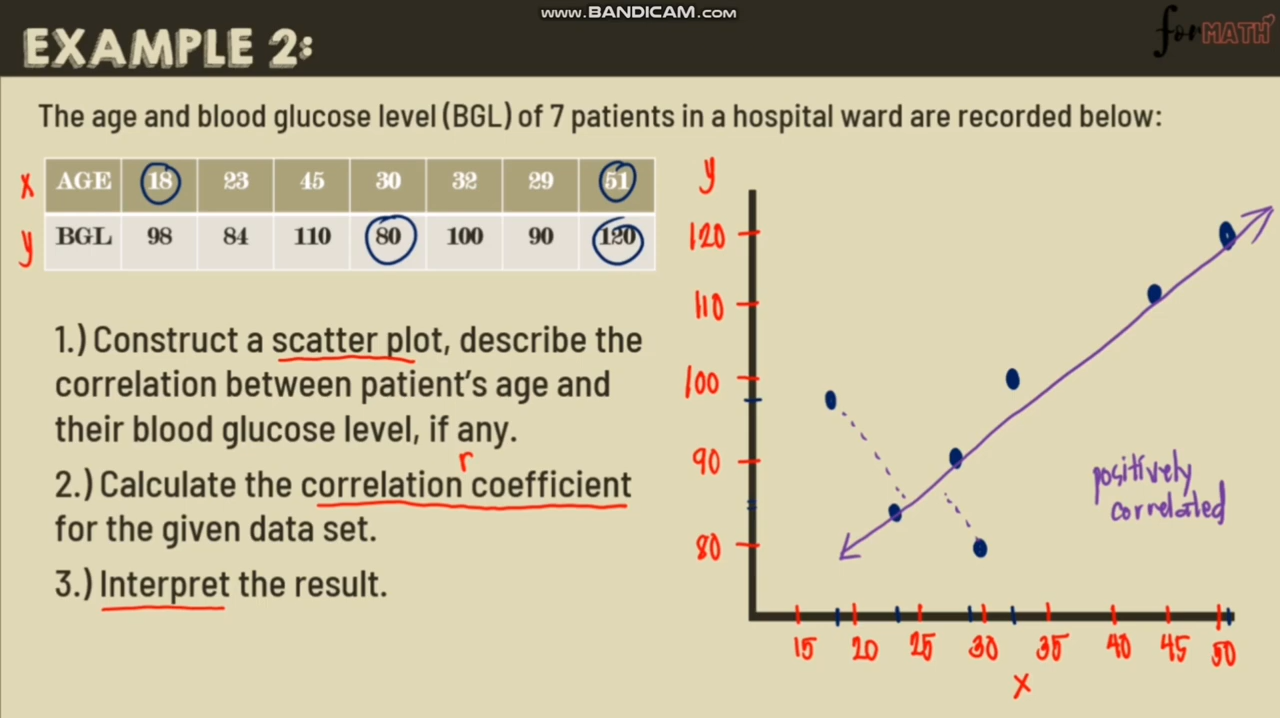 www.BANDICAM.com
EXAMPLE 2:
forMATH
The age and blood glucose level (BGL) of 7 patients in a hospital ward are recorded below:
x AGE 18 23 45 30 32 29 51
y BGL 98 84 110 80 100 90 120
1.) Construct a scatter plot, describe the
correlation between patient's age and
their blood glucose level, if any.
r
2.) Calculate the correlation coefficient
for the given data set.
3.) Interpret the result.
y
120
110
100
90
80
positively
correlated
15 20 25 30 35 40 45 50
x